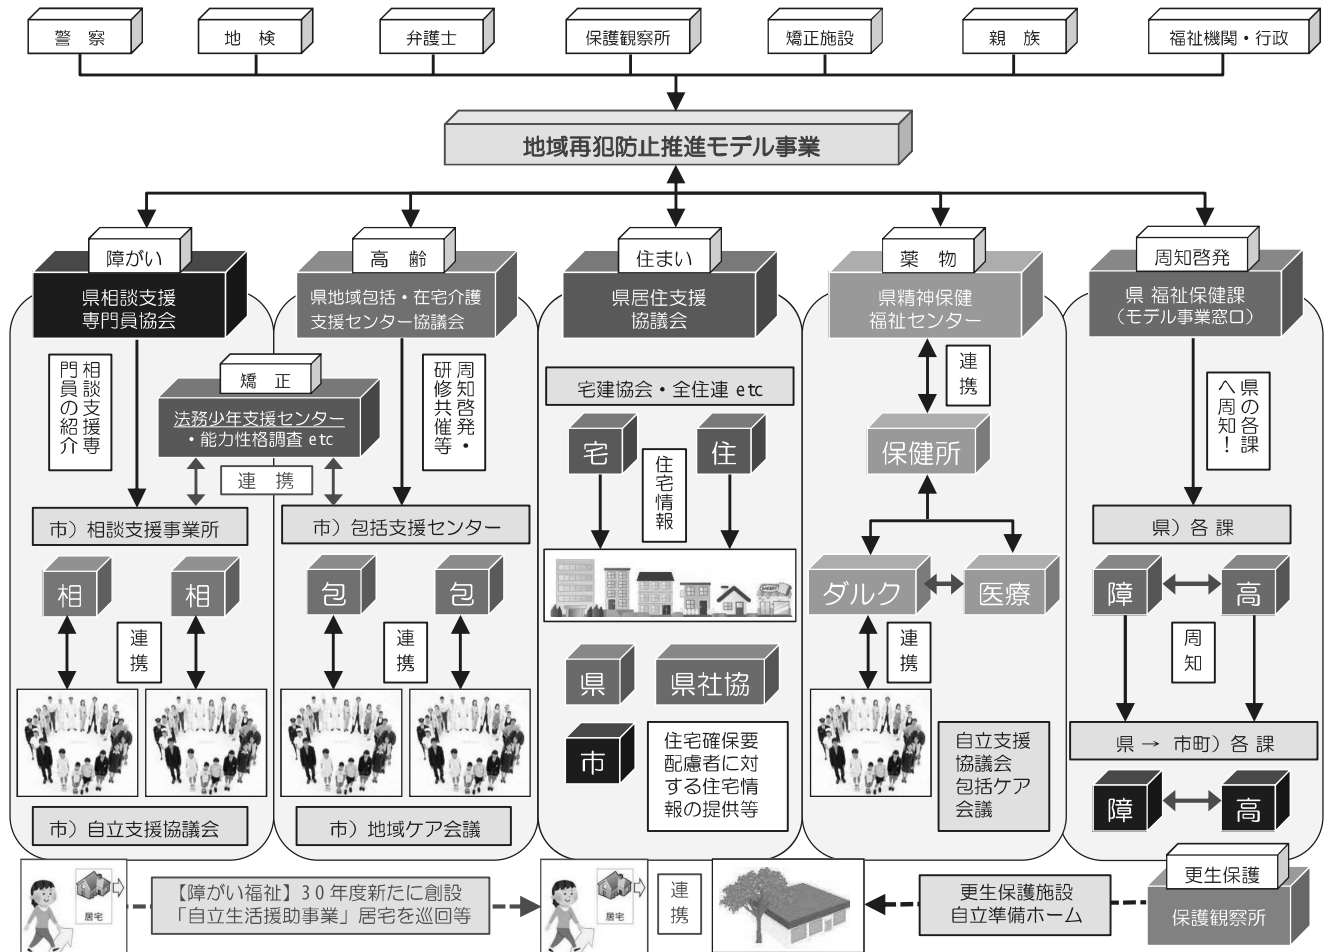 警 察
地 検
弁護士
保護観察所
矯正施設
親 族
福祉機関・行政
地域再犯防止推進モデル事業
障がい
県相談支援
専門員協会
相談支援専
門員の紹介
市）相談支援事業所
相
相
連
携
市）自立支援協議会
矯 正
法務少年支援センター
・能力性格調査 etc
連 携
高 齢
県地域包括・在宅介護
支援センター協議会
周知啓発・
研修共催等
市）包括支援センター
包
包
連
携
市）地域ケア会議
住まい
県居住支援
協議会
宅建協会・全住連 etc
宅
住
住宅情報
県
県社協
市
住宅確保要
配慮者に対
する住宅情
報の提供等
薬 物
県精神保健
福祉センター
連
携
保健所
ダルク
医療
連
携
自立支援
協議会
包括ケア
会議
周知啓発
県 福祉保健課
（モデル事業窓口）
県の各課
へ周知！
県）各 課
障
高
周
知
県→ 市町）各 課
障
高
居宅
【障がい福祉】30年度新たに創設
「自立生活援助事業」居宅を巡回等
居宅
連
携
更生保護施設
自立準備ホーム
更生保護
保護観察所